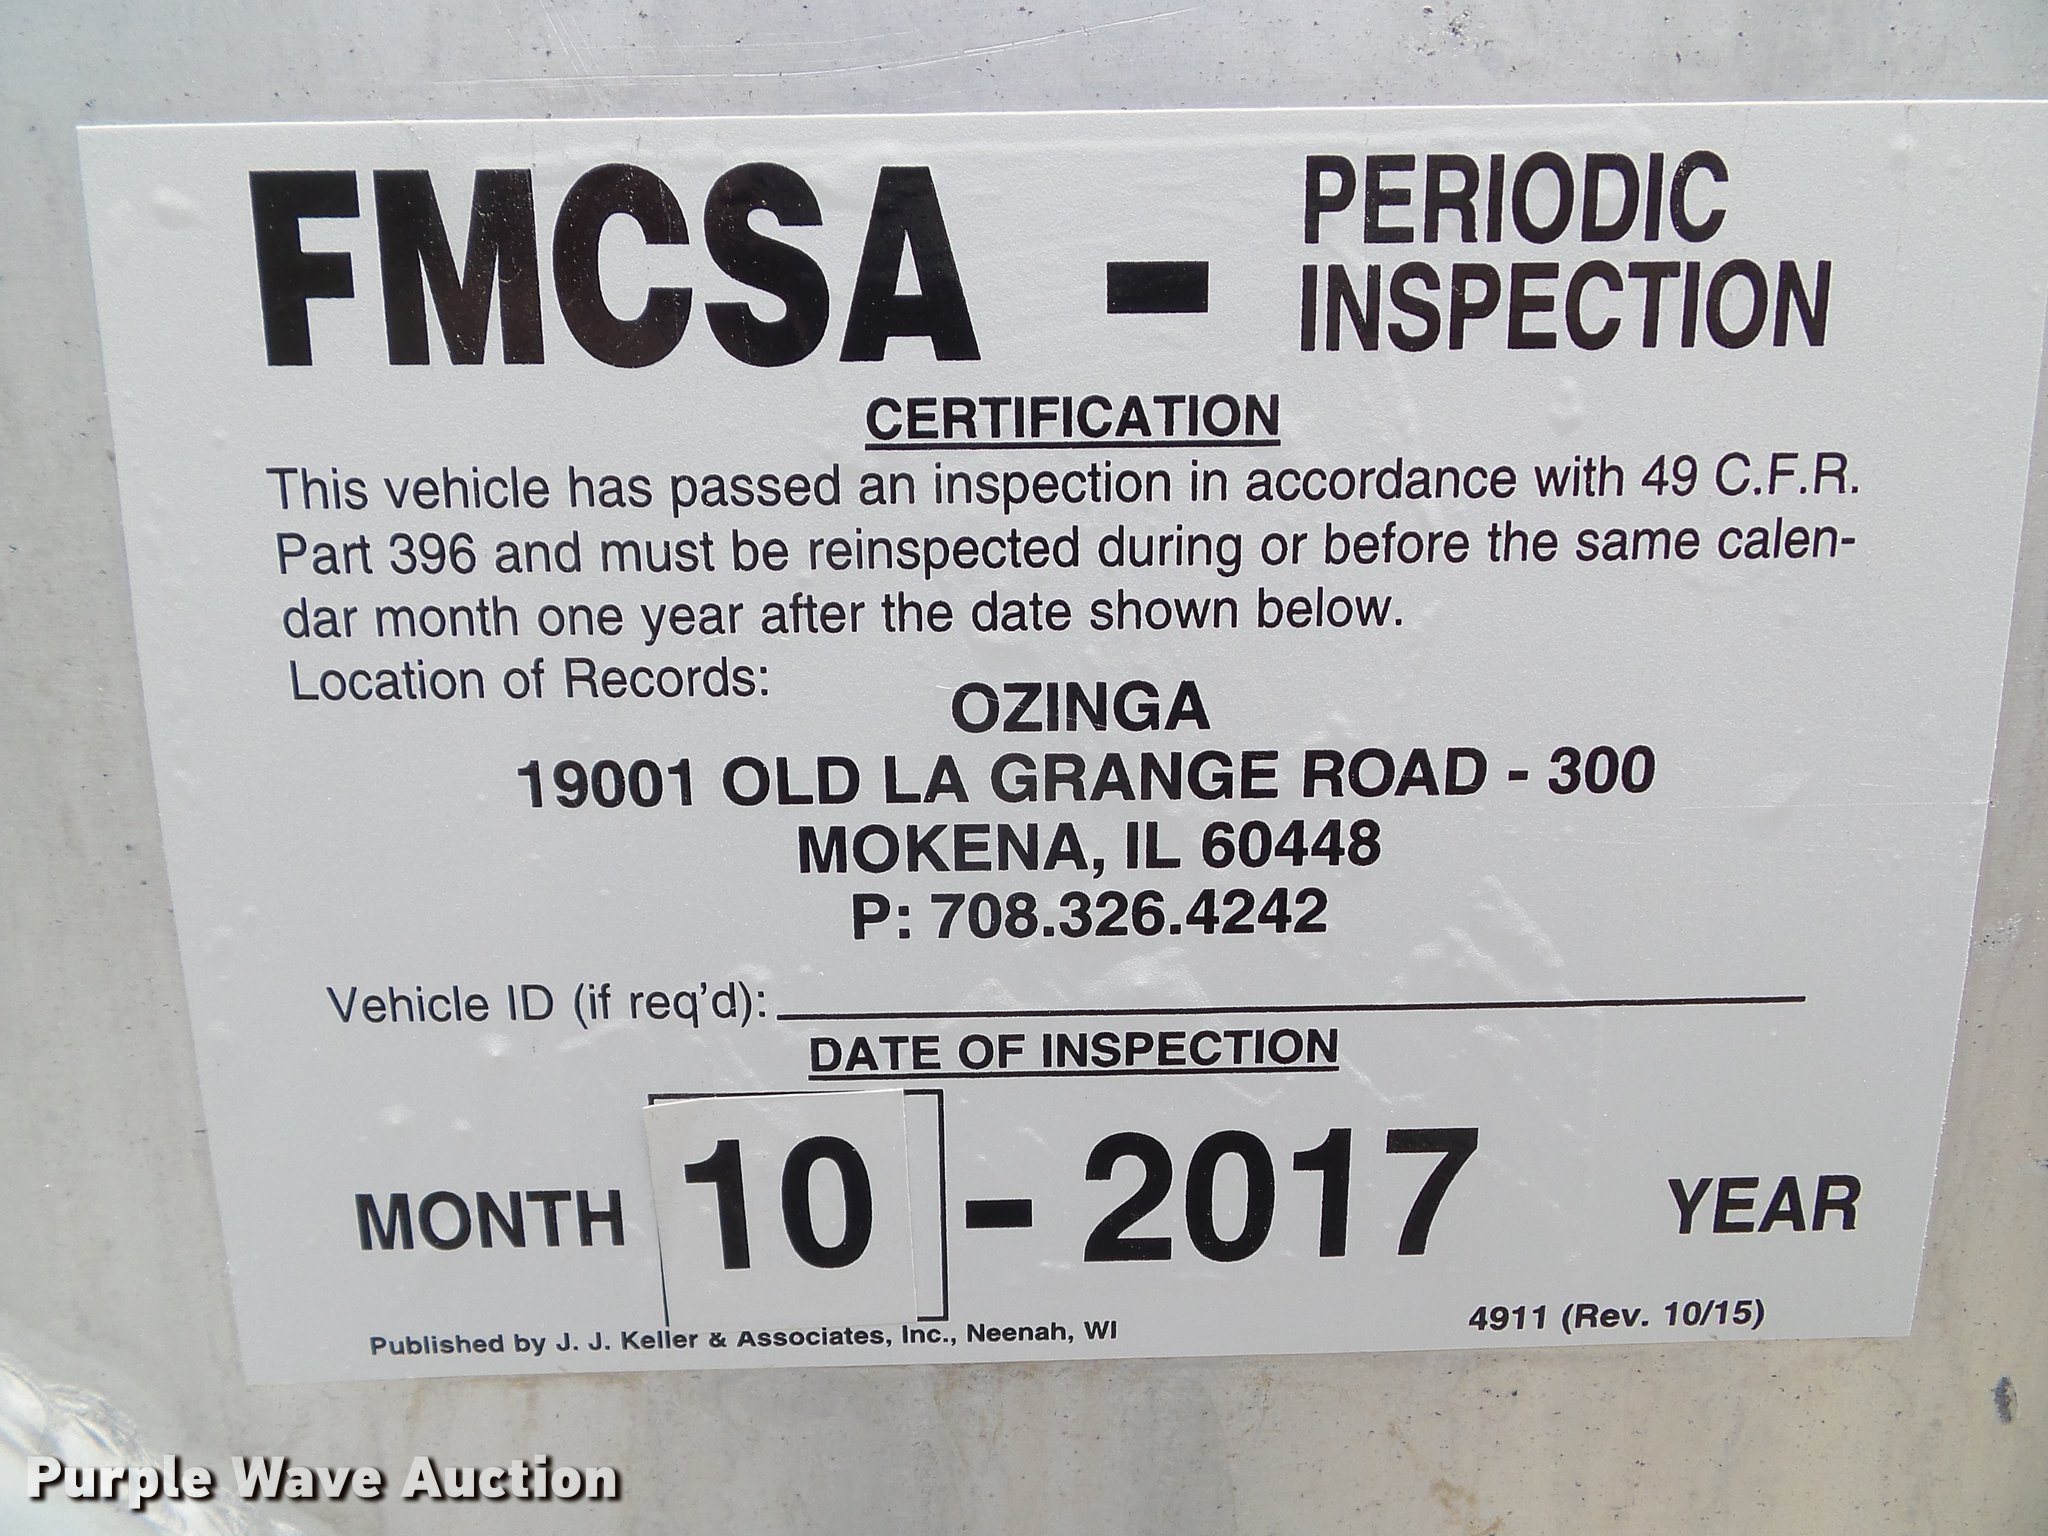 FMCSA - PERIODIC
INSPECTION
CERTIFICATION
This vehicle has passed an inspection in accordance with 49 C.F.R.
Part 396 and must be reinspected during or before the same calen-
dar month one year after the date shown below.
Location of Records:
OZINGA
19001 OLD LA GRANGE ROAD - 300
MOKENA, IL 60448
P: 708.326.4242
Vehicle ID (if req'd):
DATE OF INSPECTION
MONTH 10 - 2017 YEAR
4911 (Rev. 10/15)
Published by J. J. Keller & Associates, Inc., Neenah, WI
Purple Wave Auction